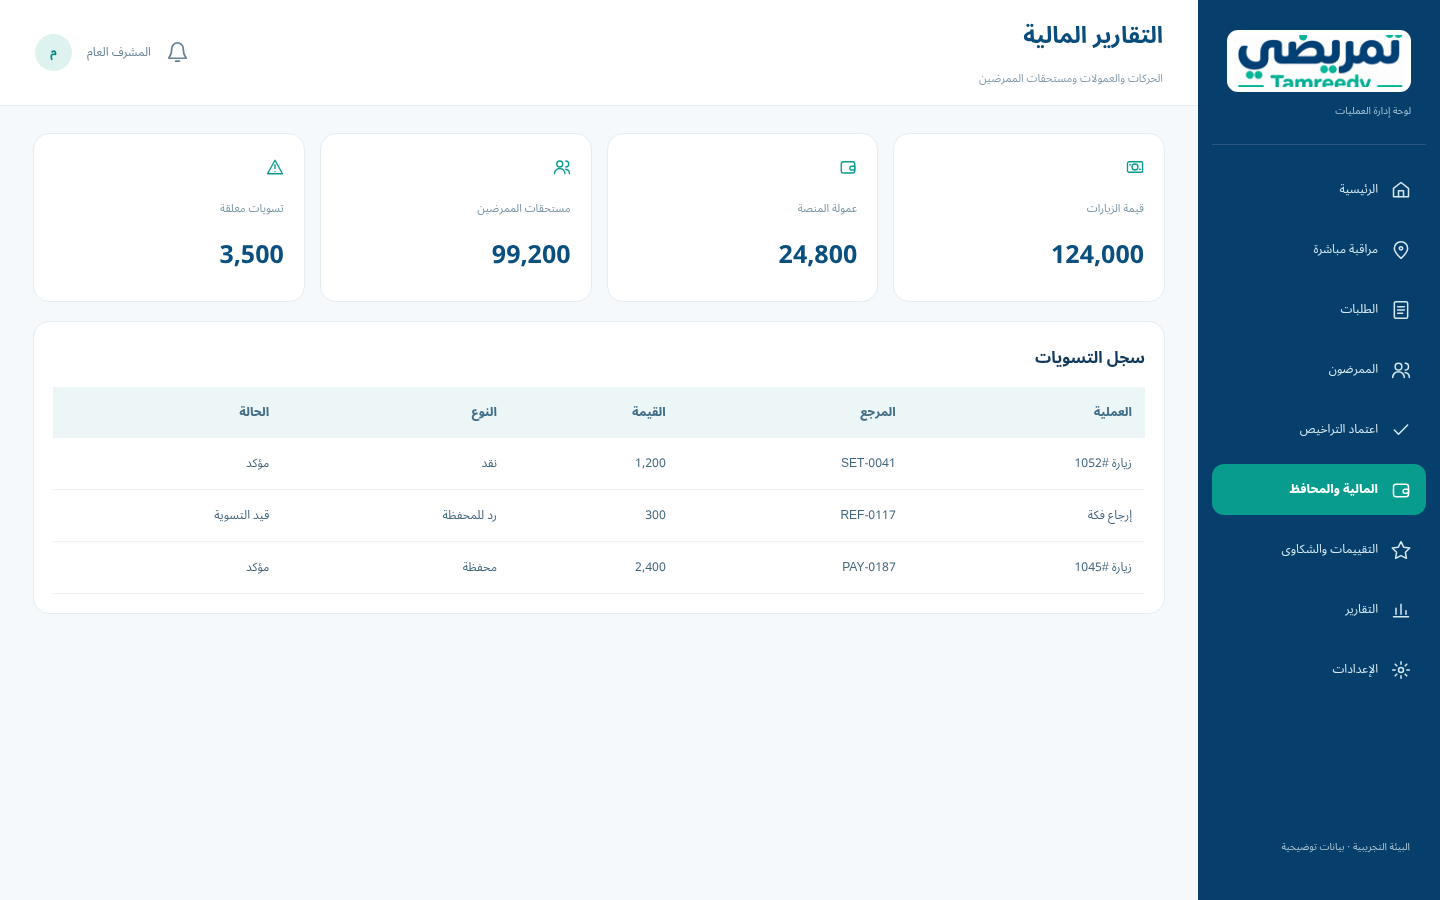 تمريضي
Tamreedy
لوحة إدارة العمليات
الرئيسية
مراقبة مباشرة
الطلبات
الممرضون
اعتماد التراخيص
المالية والمحافظ
التقييمات والشكاوى
التقارير
الإعدادات
البيئة التجريبية · بيانات توضيحية
التقارير المالية
الحركات والعمولات ومستحقات الممرضين
المشرف العام
م
قيمة الزيارات
124,000
عمولة المنصة
24,800
مستحقات الممرضين
99,200
تسويات معلقة
3,500
سجل التسويات
العملية المرجع القيمة النوع الحالة
زيارة #1052 SET-0041 1,200 نقد مؤكد
إرجاع فكة REF-0117 300 رد للمحفظة قيد التسوية
زيارة #1045 PAY-0187 2,400 محفظة مؤكد